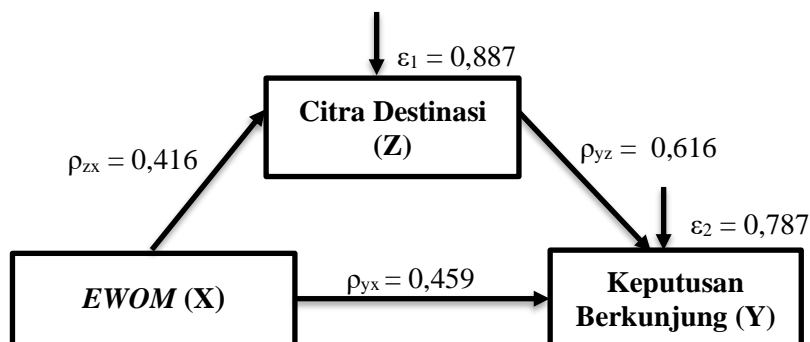 ε₁ = 0,887
Citra Destinasi
(Z)
ρzx = 0,416
ρyz = 0,616
ε₂ = 0,787
EWOM (X)
ρyx = 0,459
Keputusan
Berkunjung (Y)